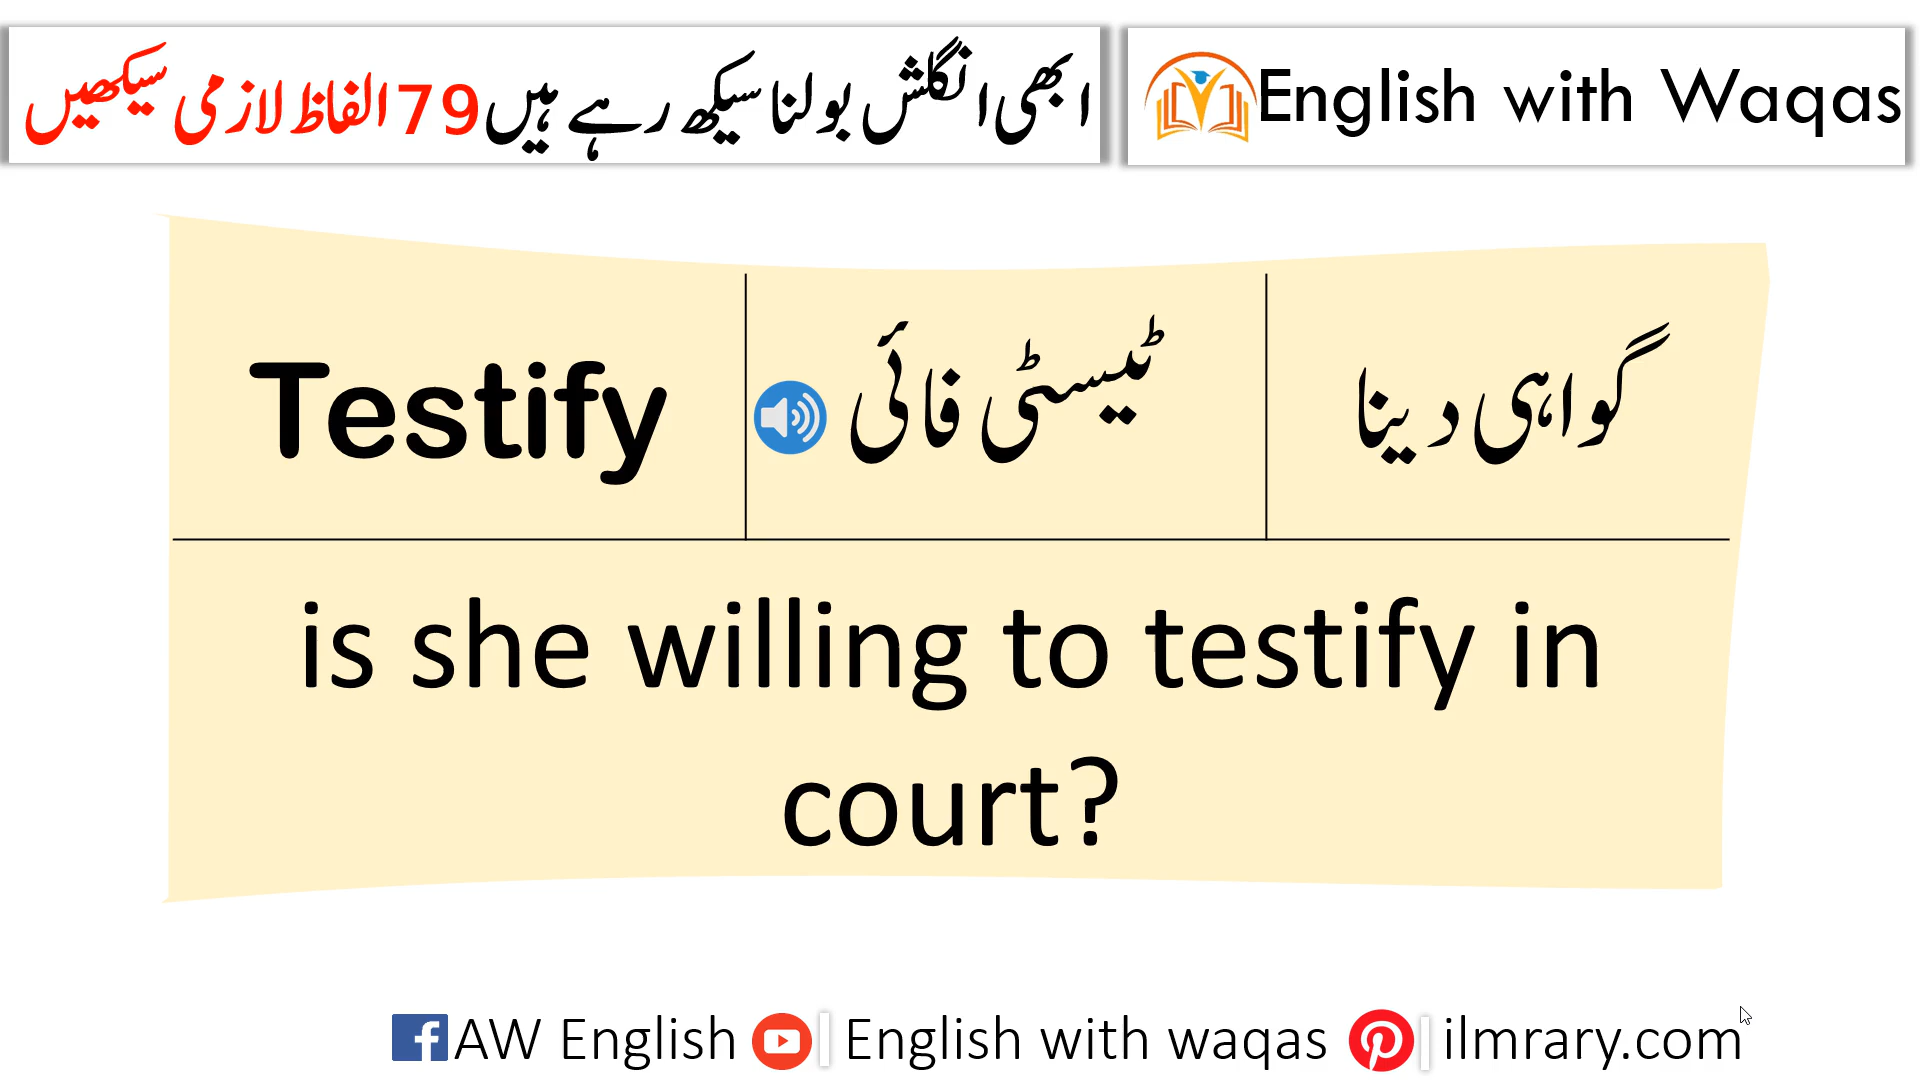 ابھی انگلش بولنا سیکھ رہے ہیں 79 الفاظ لازمی سیکھیں
English with Waqas
Testify
ٹیسٹی فائی
گواہی دینا
is she willing to testify in
court?
AW English | English with waqas | ilmrary.com